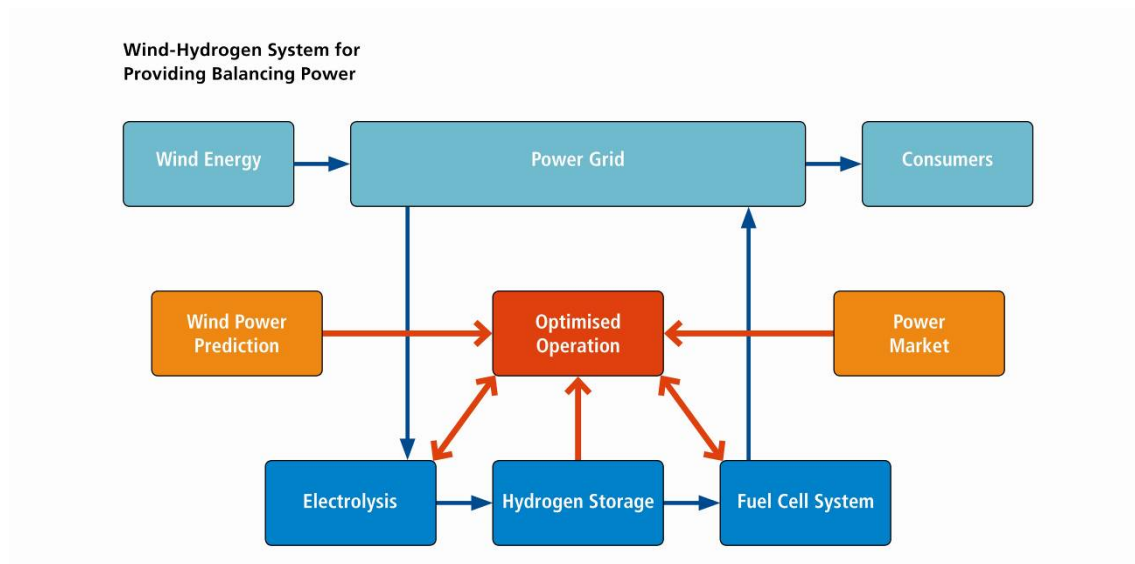 Wind-Hydrogen System for
Providing Balancing Power
Wind Energy
Power Grid
Consumers
Wind Power
Prediction
Optimised
Operation
Power
Market
Electrolysis
Hydrogen Storage
Fuel Cell System